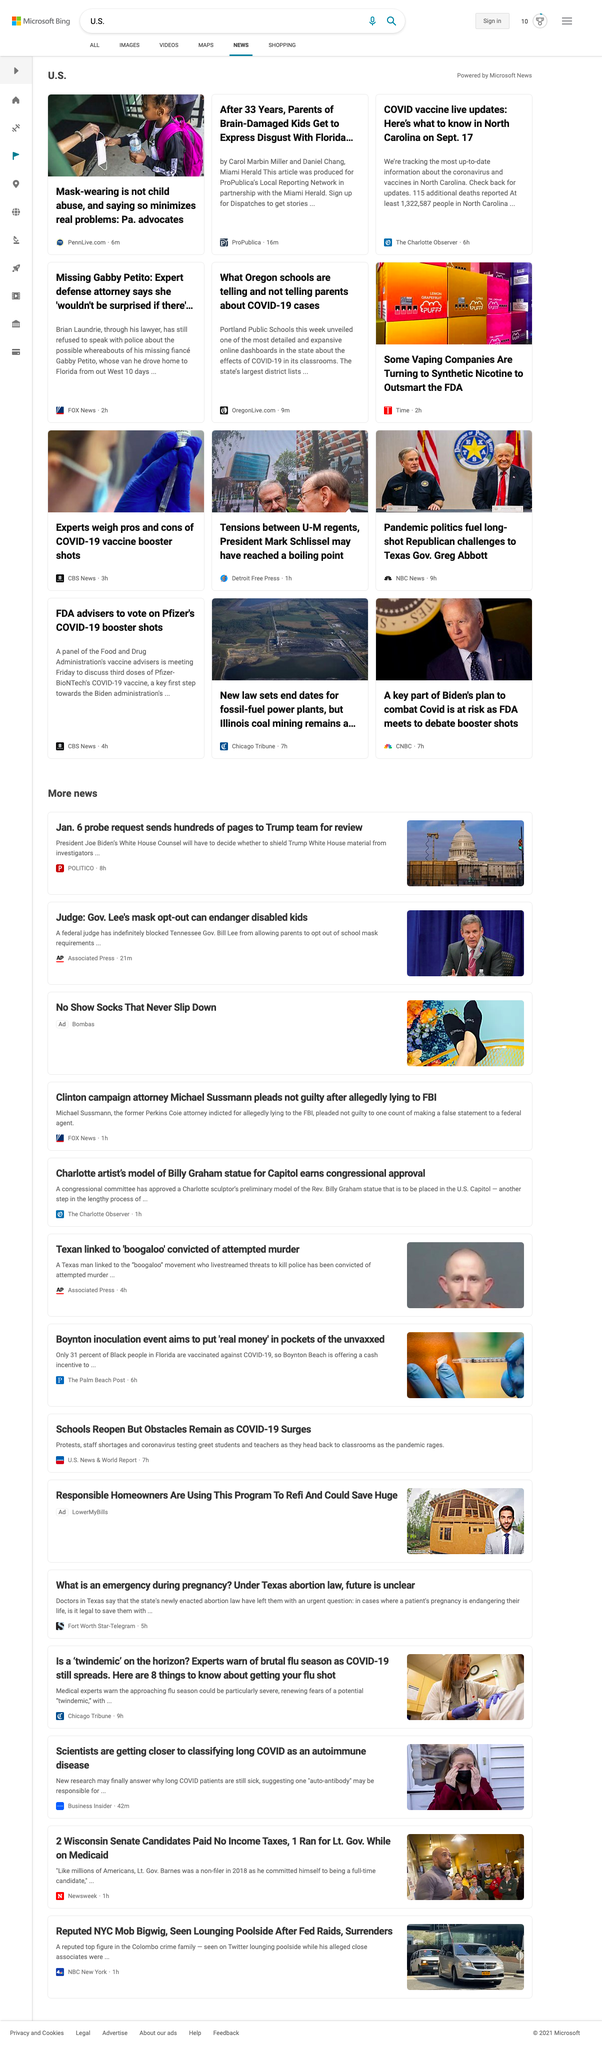 Microsoft Bing
U.S.
Sign in
10
ALL
IMAGES
VIDEOS
MAPS
NEWS
SHOPPING
U.S.
Powered by Microsoft News
Mask-wearing is not child
abuse, and saying so minimizes
real problems: Pa. advocates
PennLive.com · 6m
After 33 Years, Parents of
Brain-Damaged Kids Get to
Express Disgust With Florida...
by Carol Marbin Miller and Daniel Chang,
Miami Herald This article was produced for
ProPublica's Local Reporting Network in
partnership with the Miami Herald. Sign up
for Dispatches to get stories ...
ProPublica · 16m
COVID vaccine live updates:
Here's what to know in North
Carolina on Sept. 17
We're tracking the most up-to-date
information about the coronavirus and
vaccines in North Carolina. Check back for
updates. 115 additional deaths reported At
least 1,322,587 people in North Carolina ...
The Charlotte Observer · 6h
Missing Gabby Petito: Expert
defense attorney says she
'wouldn't be surprised if there'...
Brian Laundrie, through his lawyer, has still
refused to speak with police about the
possible whereabouts of his missing fiancé
Gabby Petito, whose van he drove home to
Florida from out West 10 days ...
FOX News · 2h
What Oregon schools are
telling and not telling parents
about COVID-19 cases
Portland Public Schools this week unveiled
one of the most detailed and
expansive online dashboards in
the state about the
effects of COVID-19 in its classrooms. The
state's largest district lists ...
OregonLive.com · 9m
Some Vaping Companies Are
Turning to Synthetic Nicotine to
Outsmart the FDA
Time · 2h
Experts weigh pros and cons of
COVID-19 vaccine booster
shots
CBS News · 3h
Tensions between U-M regents,
President Mark Schlissel may
have reached a boiling point
Detroit Free Press · 1h
Pandemic politics fuel long-
shot Republican challenges to
Texas Gov. Greg Abbott
NBC News · 9h
FDA advisers to vote on Pfizer's
COVID-19 booster shots
A panel of the Food and Drug
Administration's vaccine advisers is meeting
Friday to discuss third doses of Pfizer-
BioNTech's COVID-19 vaccine, a key first
step towards the Biden administration's ...
CBS News · 4h
New law sets end dates for
fossil-fuel power plants, but
Illinois coal mining remains a...
Chicago Tribune · 7h
A key part of Biden's plan to
combat Covid is at risk as FDA
meets to debate booster shots
CNBC · 7h
More news
Jan. 6 probe request sends hundreds of pages to Trump team for review
President Joe Biden's White House Counsel will have to decide whether to shield Trump White House material from
investigators ...
POLITICO · 8h
Judge: Gov. Lee's mask opt-out can endanger disabled kids
A federal judge has indefinitely blocked Tennessee Gov. Bill Lee from allowing parents to opt out of school mask
requirements ...
AP Associated Press · 21m
No Show Socks That Never Slip Down
Ad Bombas
Clinton campaign attorney Michael Sussmann pleads not guilty after allegedly lying to FBI
Michael Sussmann, the former Perkins Coie attorney indicted for allegedly lying to the FBI, pleaded not guilty to one count of making a false statement to a federal
agent.
FOX News · 1h
Charlotte artist's model of Billy Graham statue for Capitol earns congressional approval
A congressional committee has approved a Charlotte sculptor's preliminary model of the Rev. Billy Graham statue that is to be placed in the U.S. Capitol — another
step in the lengthy process of ...
The Charlotte Observer · 1h
Texan linked to 'boogaloo' convicted of attempted murder
A Texas man linked to the "boogaloo" movement who livestreamed threats to kill police has been convicted of
attempted murder ...
AP Associated Press · 4h
Boynton inoculation event aims to put 'real money' in pockets of the unvaxxed
Only 31 percent of Black people in Florida are vaccinated against COVID-19, so Boynton Beach is offering a cash
incentive to ...
The Palm Beach Post · 6h
Schools Reopen But Obstacles Remain as COVID-19 Surges
Protests, staff shortages and coronavirus testing greet students and teachers as they head back to classrooms as the pandemic rages.
U.S. News & World Report · 7h
Responsible Homeowners Are Using This Program To Refi And Could Save Huge
Ad LowerMyBills
What is an emergency during pregnancy? Under Texas abortion law, future is unclear
Doctors in Texas say that the state's newly enacted abortion law have left them with an urgent question: in cases where a patient's pregnancy is endangering their
life, is it legal to save them with ...
Fort Worth Star-Telegram · 5h
Is a 'twindemic' on the horizon? Experts warn of brutal flu season as COVID-19
still spreads. Here are 8 things to know about getting your flu shot
Medical experts warn the approaching flu season could be particularly severe, renewing fears of a potential
"twindemic," with ...
Chicago Tribune · 9h
Scientists are getting closer to classifying long COVID as an autoimmune
disease
New research may finally answer why long COVID patients are still sick, suggesting one "auto-antibody" may be
responsible for ...
Business Insider · 42m
2 Wisconsin Senate Candidates Paid No Income Taxes, 1 Ran for Lt. Gov. While
on Medicaid
"Like millions of Americans, Lt. Gov. Barnes was a non-filer in 2018 as he committed himself to being a full-time
candidate," ...
N Newsweek · 1h
Reputed NYC Mob Bigwig, Seen Lounging Poolside After Fed Raids, Surrenders
A reputed top figure in the Colombo crime family — seen on Twitter lounging poolside while his alleged close
associates were ...
NBC New York · 1h
Privacy and Cookies
Legal
Advertise
About our ads
Help
Feedback
© 2021 Microsoft